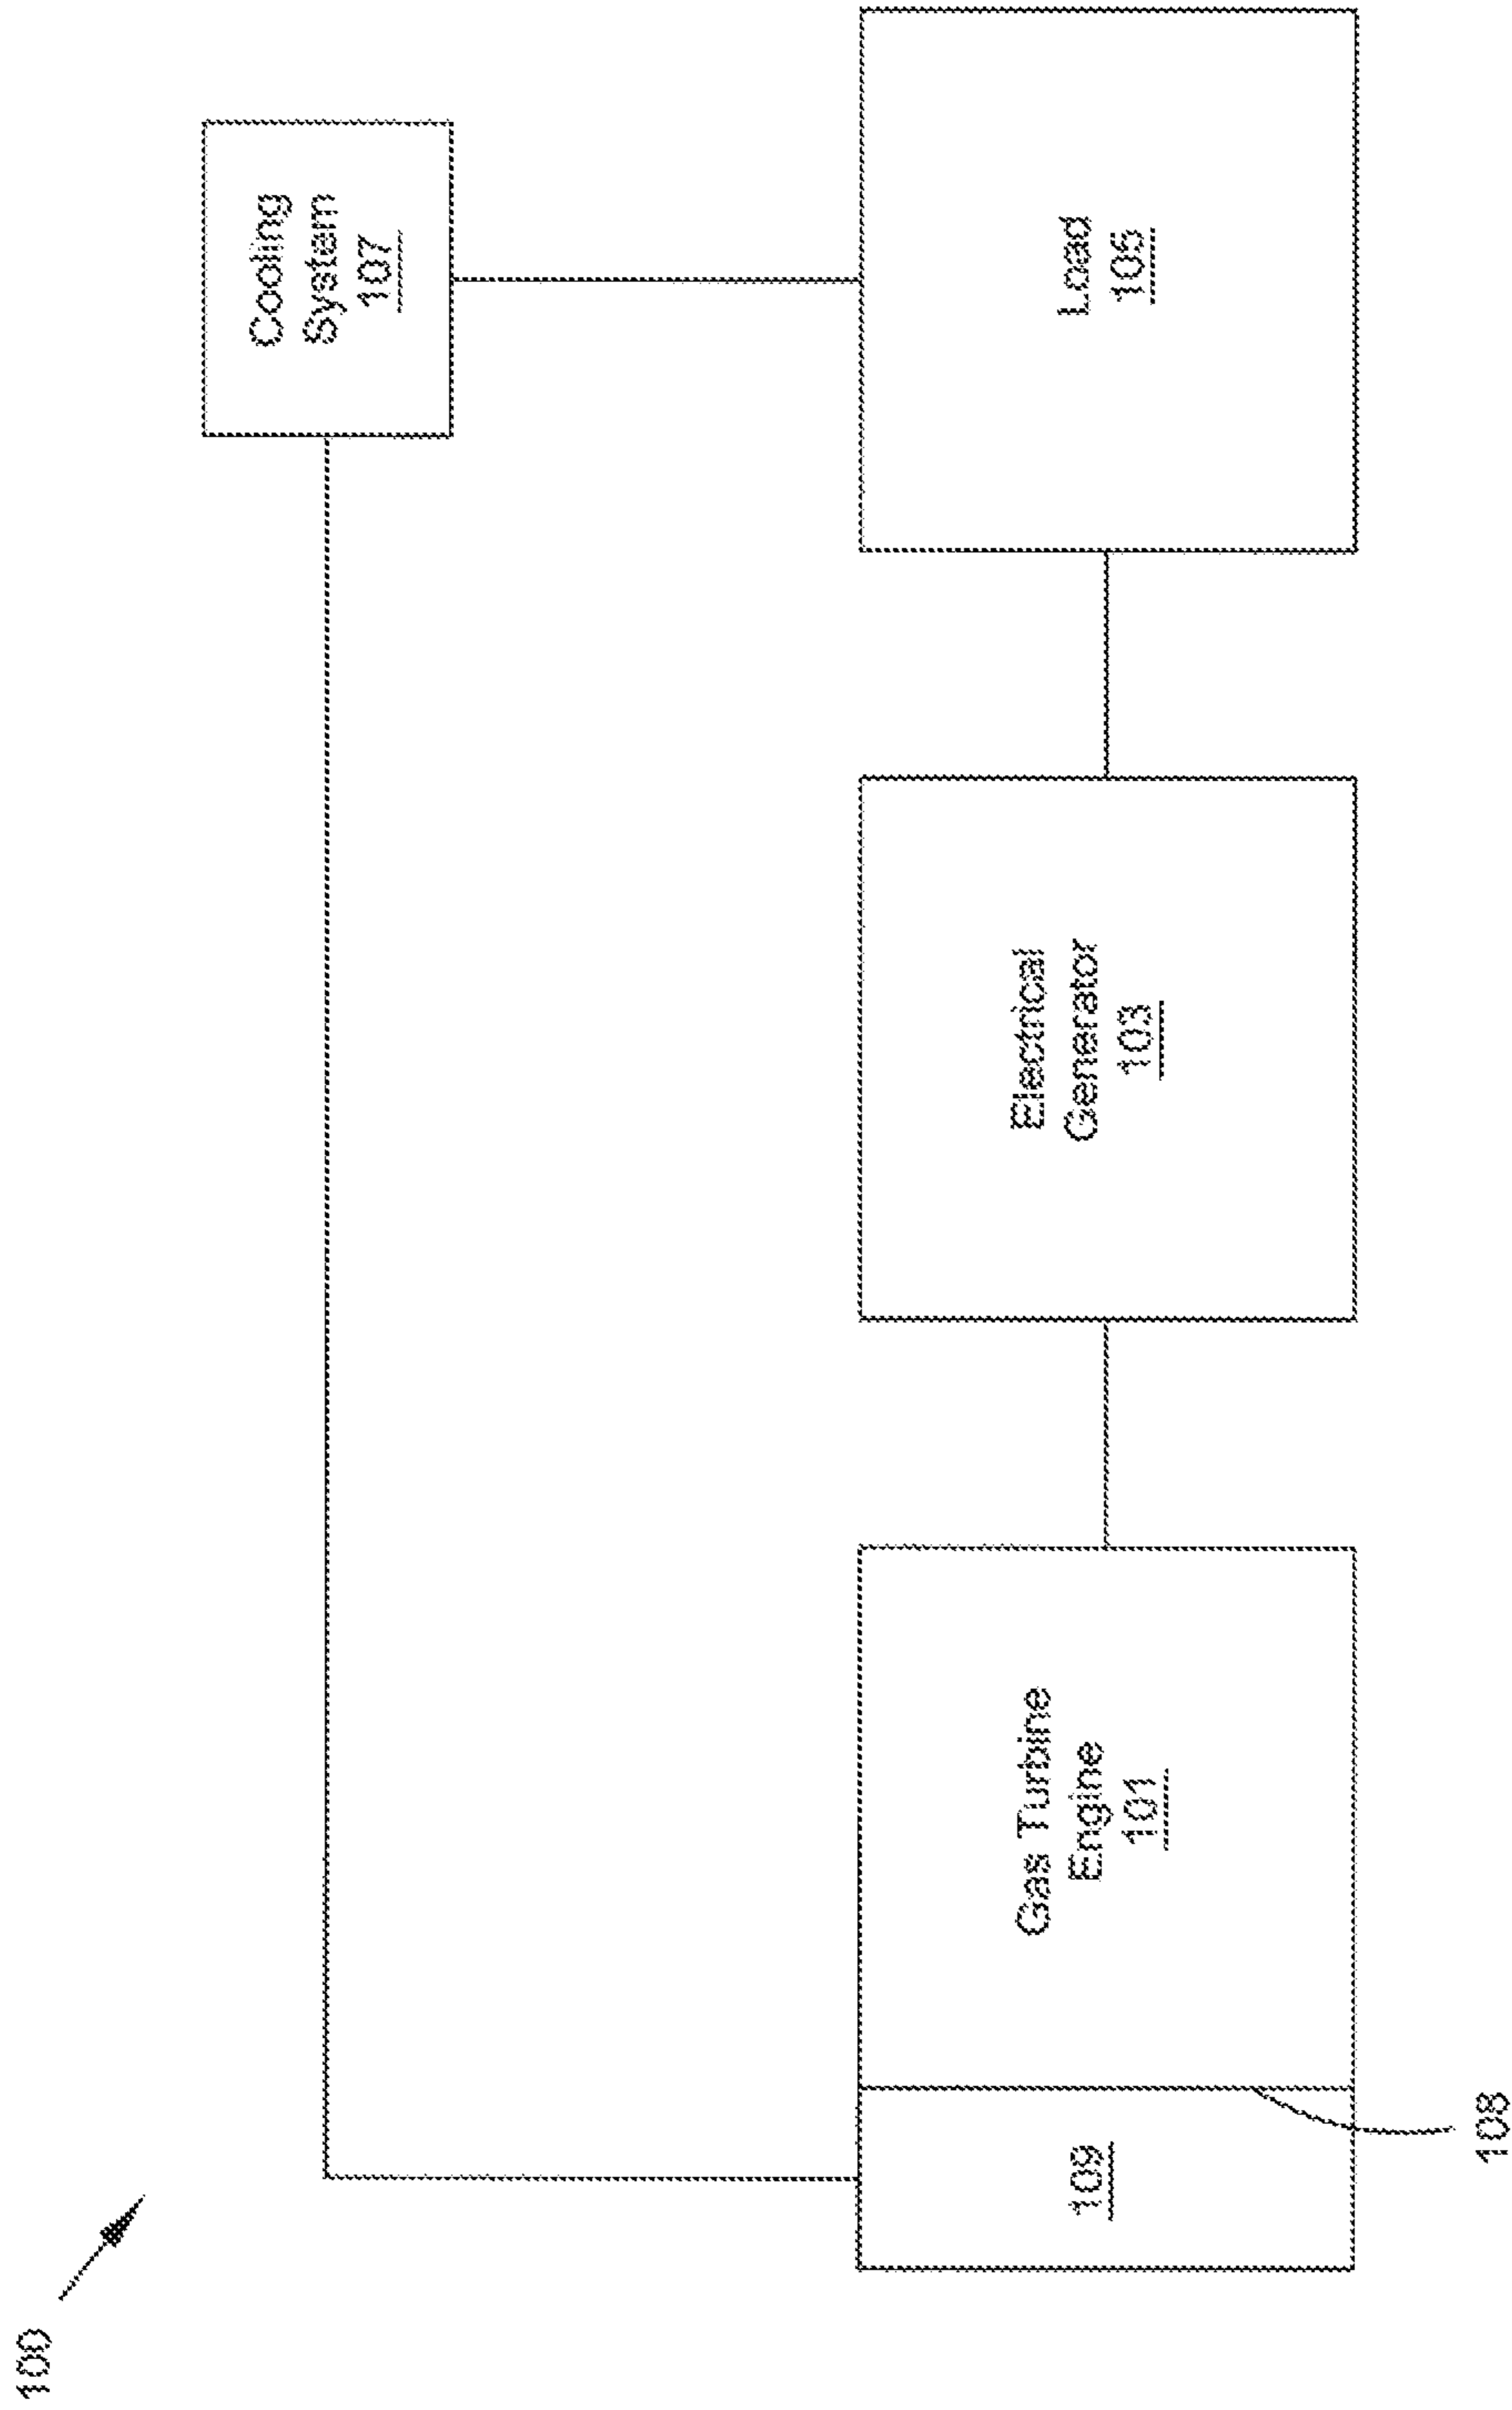 100
Cooling
System
107
109
Gas Turbine
Engine
101
Electrical
Generator
103
Load
105
108